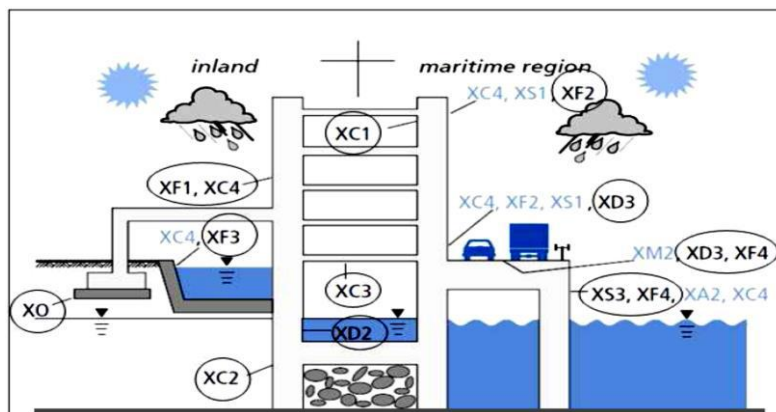 inland
maritime region
XC4, XS1, XF2
XC1
XF1, XC4
XC4, XF2, XS1, XD3
XC4, XF3
XM2, XD3, XF4
XC3
XS3, XF4, XA2, XC4
XO
XD2
XC2